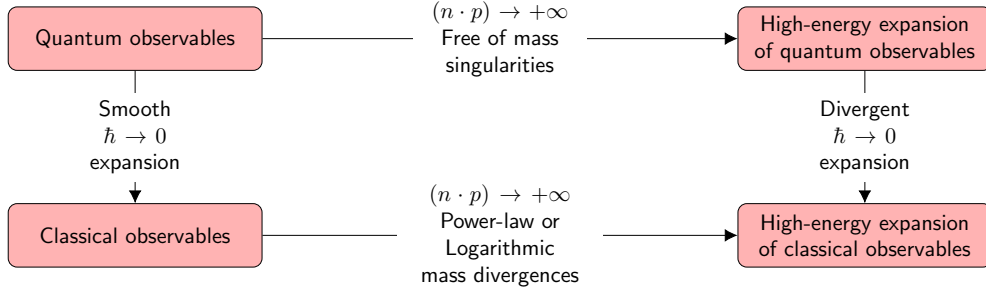 Quantum observables
(n · p) → +∞
Free of mass
singularities
High-energy expansion
of quantum observables
Smooth
ℏ → 0
expansion
Divergent
ℏ → 0
expansion
Classical observables
(n · p) → +∞
Power-law or
Logarithmic
mass divergences
High-energy expansion
of classical observables